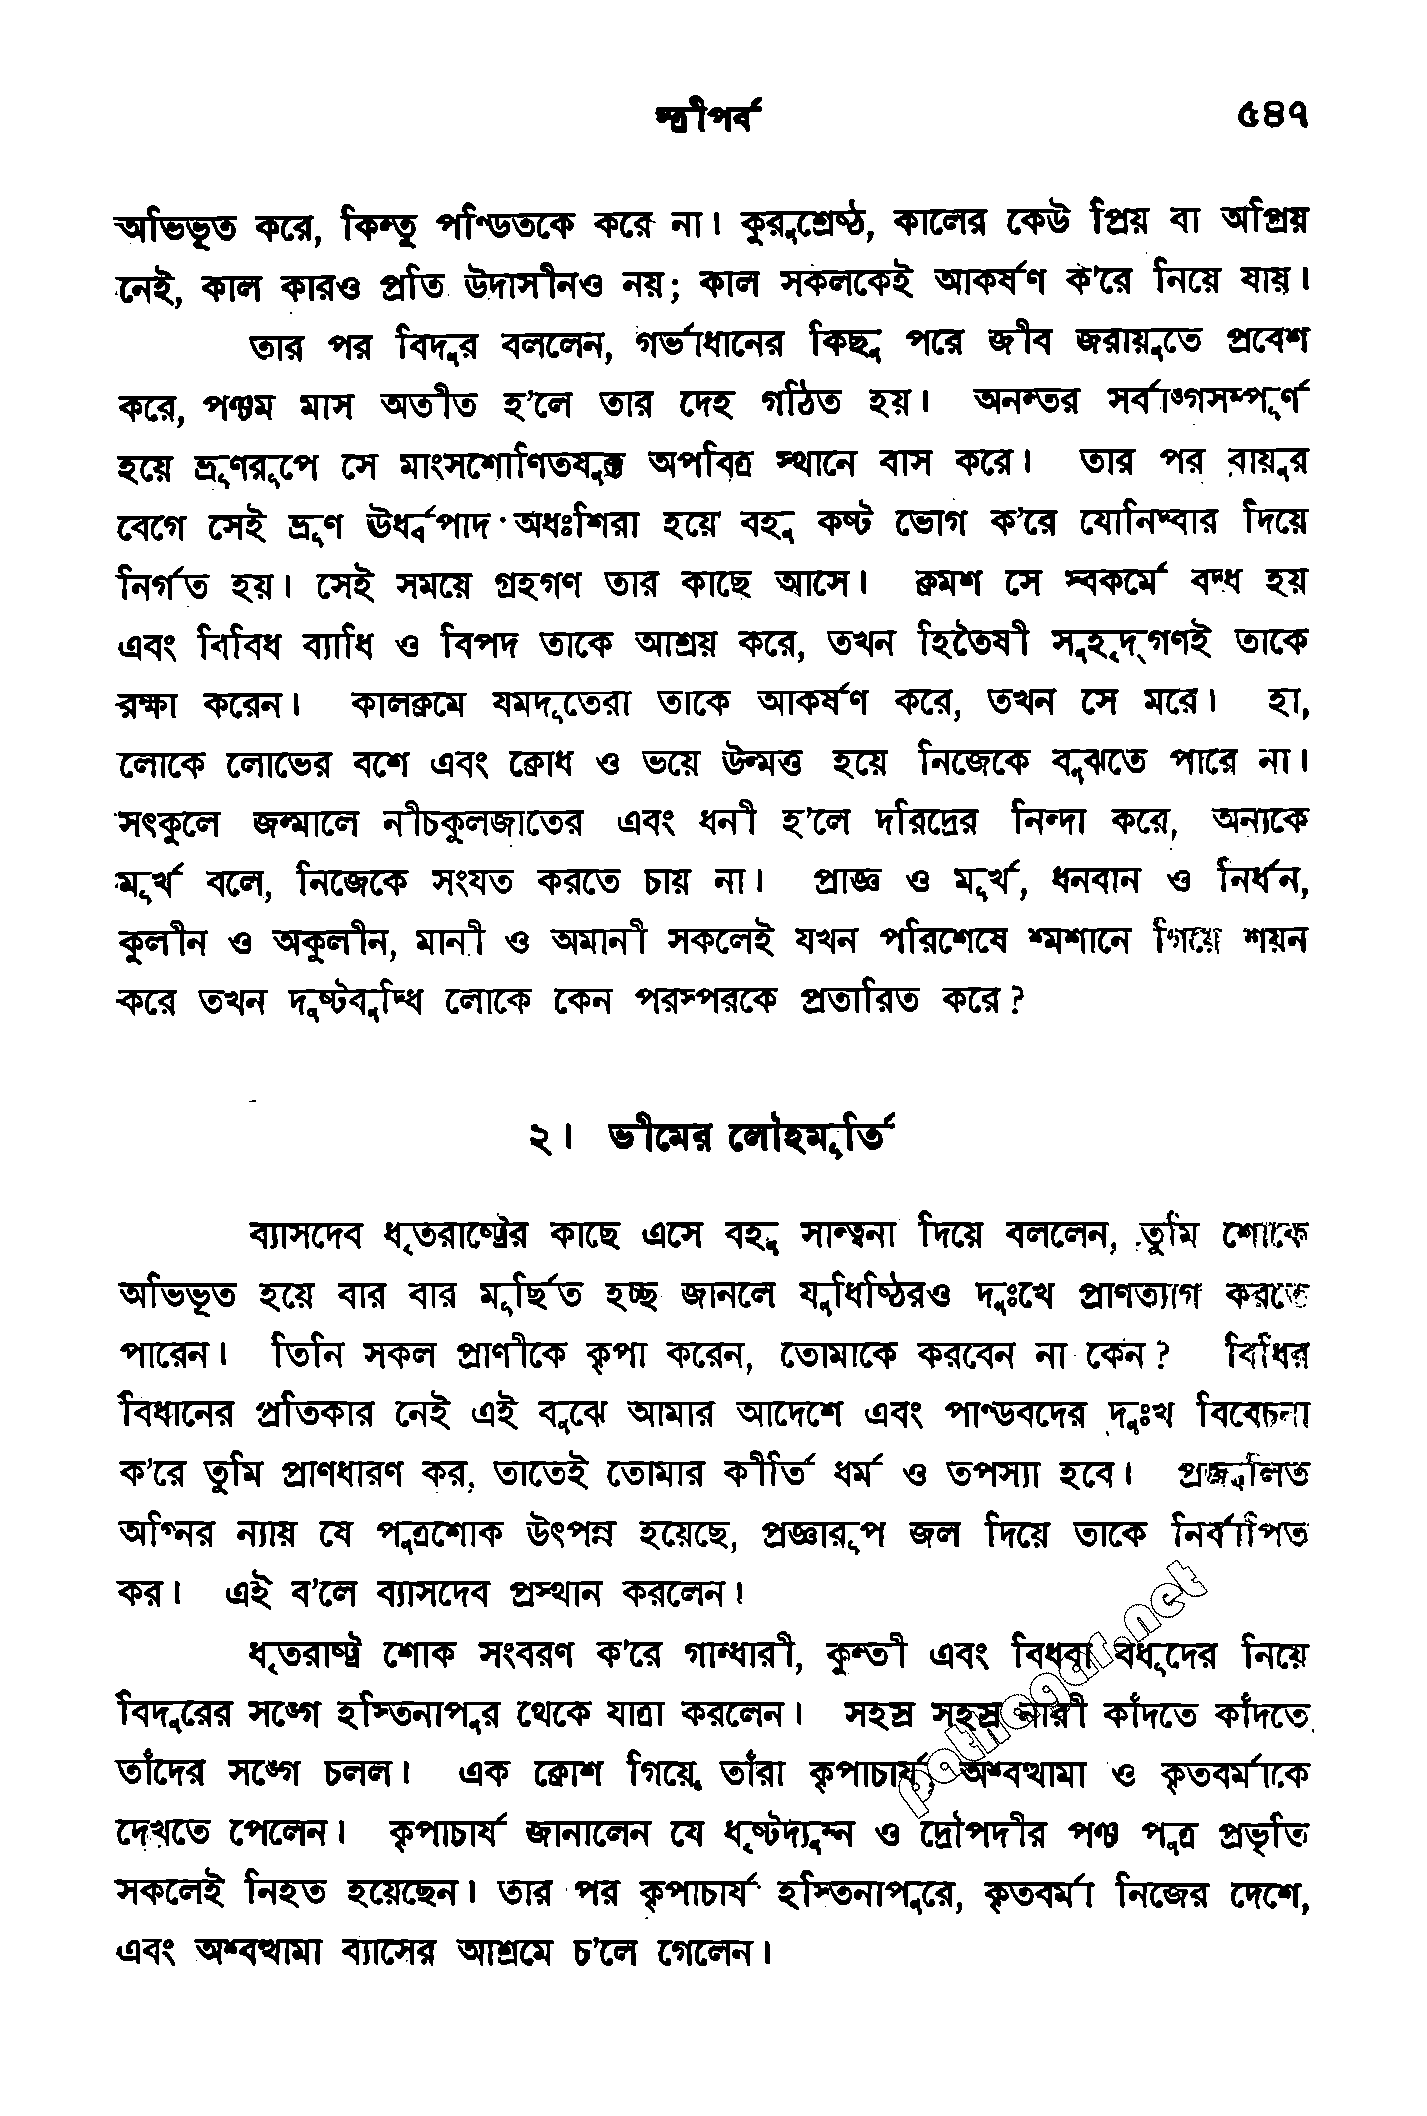 স্ত্রীপর্ব ৫৪৭
অভিভূত করে, কিন্তু পণ্ডিতকে করে না। কুরুশ্রেষ্ঠ, কালের কেউ প্রিয় বা অপ্রিয়
নেই, কাল কারও প্রতি উদাসীনও নয়; কাল সকলকেই আকর্ষণ ক'রে নিয়ে যায়।
তার পর বিদুর বললেন, গর্ভাধানের কিছু পরে জীব জরায়ুতে প্রবেশ
করে, পঞ্চম মাস অতীত হ'লে তার দেহ গঠিত হয়। অনন্তর সর্বাঙ্গসম্পূর্ণ
হয়ে ভ্রূণরূপে সে মাংসশোণিতযুক্ত অপবিত্র স্থানে বাস করে। তার পর বায়ুর
বেগে সেই ভ্রূণ ঊর্ধ্বপাদ অধঃশিরা হয়ে বহু কষ্ট ভোগ ক'রে যোনিদ্বার দিয়ে
নির্গত হয়। সেই সময়ে গ্রহগণ তার কাছে আসে। ক্রমশ সে স্বকর্মে বদ্ধ হয়
এবং বিবিধ ব্যাধি ও বিপদ তাকে আশ্রয় করে, তখন হিতৈষী সুহৃদ্‌গণই তাকে
রক্ষা করেন। কালক্রমে যমদূতেরা তাকে আকর্ষণ করে, তখন সে মরে। হা,
লোকে লোভের বশে এবং ক্রোধ ও ভয়ে উন্মত্ত হয়ে নিজেকে বুঝতে পারে না।
সৎকুলে জন্মালে নীচকুলজাতের এবং ধনী হ'লে দরিদ্রের নিন্দা করে, অন্যকে
মূর্খ বলে, নিজেকে সংযত করতে চায় না। প্রাজ্ঞ ও মূর্খ, ধনবান ও নির্ধন,
কুলীন ও অকুলীন, মানী ও অমানী সকলেই যখন পরিশেষে শ্মশানে গিয়ে শয়ন
করে তখন দুষ্টবুদ্ধি লোকে কেন পরস্পরকে প্রতারিত করে?
২। ভীমের লৌহমূর্তি
ব্যাসদেব ধৃতরাষ্ট্রের কাছে এসে বহু সান্ত্বনা দিয়ে বললেন, তুমি শোকে
অভিভূত হয়ে বার বার মূর্ছিত হচ্ছ জানলে যুধিষ্ঠিরও দুঃখে প্রাণত্যাগ করতে
পারেন। তিনি সকল প্রাণীকে কৃপা করেন, তোমাকে করবেন না কেন? বিধির
বিধানের প্রতিকার নেই এই বুঝে আমার আদেশে এবং পাণ্ডবদের দুঃখ বিবেচনা
ক'রে তুমি প্রাণধারণ কর, তাতেই তোমার কীর্তি ধর্ম ও তপস্যা হবে। প্রজ্বলিত
অগ্নির ন্যায় যে পুত্রশোক উৎপন্ন হয়েছে, প্রজ্ঞারূপ জল দিয়ে তাকে নির্বাপিত
কর। এই ব'লে ব্যাসদেব প্রস্থান করলেন।
ধৃতরাষ্ট্র শোক সংবরণ ক'রে গান্ধারী, কুন্তী এবং বিধবা বধূদের নিয়ে
বিদুরের সঙ্গে হস্তিনাপুর থেকে যাত্রা করলেন। সহস্র সহস্র নারী কাঁদতে কাঁদতে
তাঁদের সঙ্গে চলল। এক ক্রোশ গিয়ে তাঁরা কৃপাচার্য, অশ্বত্থামা ও কৃতবর্মাকে
দেখতে পেলেন। কৃপাচার্য জানালেন যে ধৃষ্টদ্যুম্ন ও দ্রৌপদীর পঞ্চ পুত্র প্রভৃতি
সকলেই নিহত হয়েছেন। তার পর কৃপাচার্য হস্তিনাপুরে, কৃতবর্মা নিজের দেশে,
এবং অশ্বত্থামা ব্যাসের আশ্রমে চ'লে গেলেন।
pathagar.net